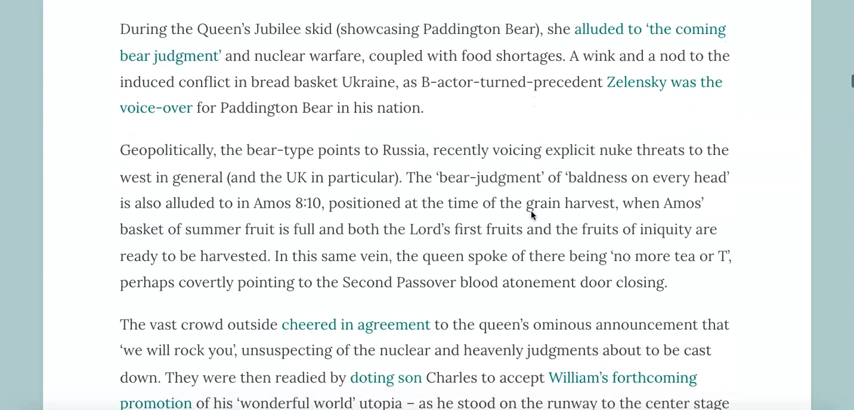 During the Queen's Jubilee skid (showcasing Paddington Bear), she alluded to 'the coming
bear judgment' and nuclear warfare, coupled with food shortages. A wink and a nod to the
induced conflict in bread basket Ukraine, as B-actor-turned-precedent Zelensky was the
voice-over for Paddington Bear in his nation.
Geopolitically, the bear-type points to Russia, recently voicing explicit nuke threats to the
west in general (and the UK in particular). The 'bear-judgment' of 'baldness on every head'
is also alluded to in Amos 8:10, positioned at the time of the grain harvest, when Amos'
basket of summer fruit is full and both the Lord's first fruits and the fruits of iniquity are
ready to be harvested. In this same vein, the queen spoke of there being 'no more tea or T',
perhaps covertly pointing to the Second Passover blood atonement door closing.
The vast crowd outside cheered in agreement to the queen's ominous announcement that
'we will rock you', unsuspecting of the nuclear and heavenly judgments about to be cast
down. They were then readied by doting son Charles to accept William's forthcoming
promotion of his 'wonderful world' utopia – as he stood on the runway to the center stage